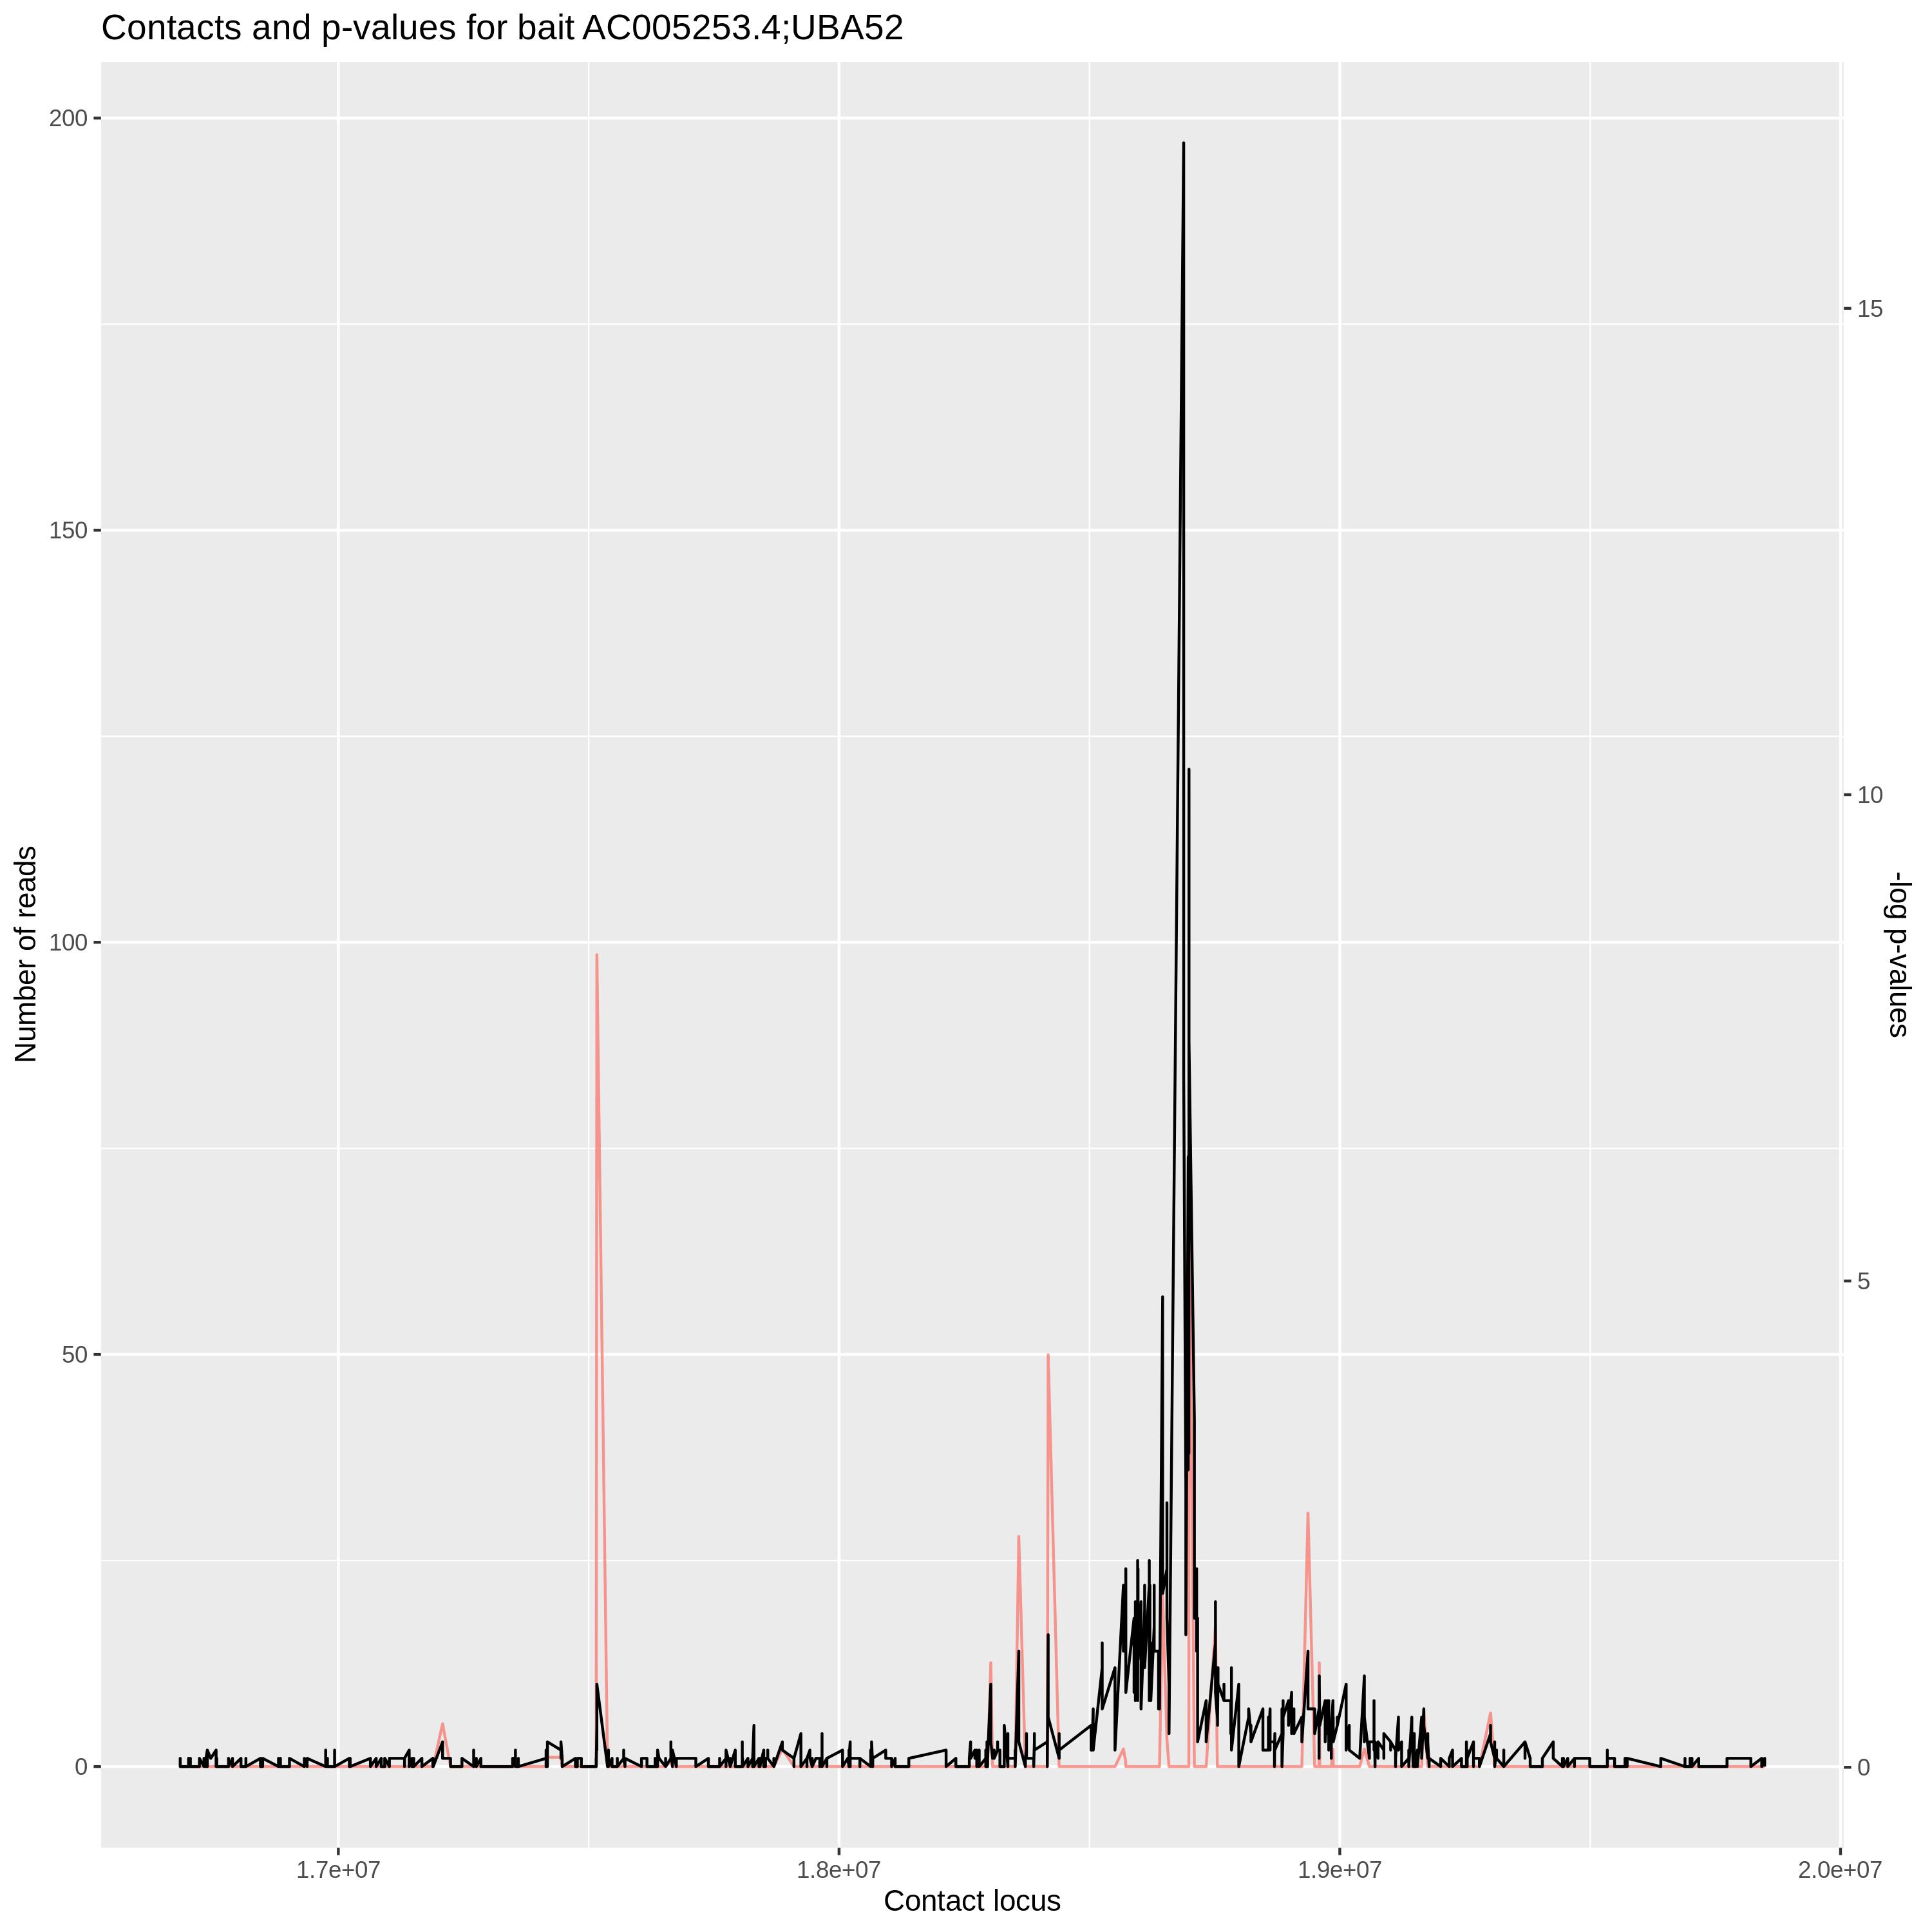 Contacts and p-values for bait AC005253.4;UBA52
200
150
100
50
0
Number of reads
15
10
5
0
-log p-values
1.7e+07
1.8e+07
1.9e+07
2.0e+07
Contact locus